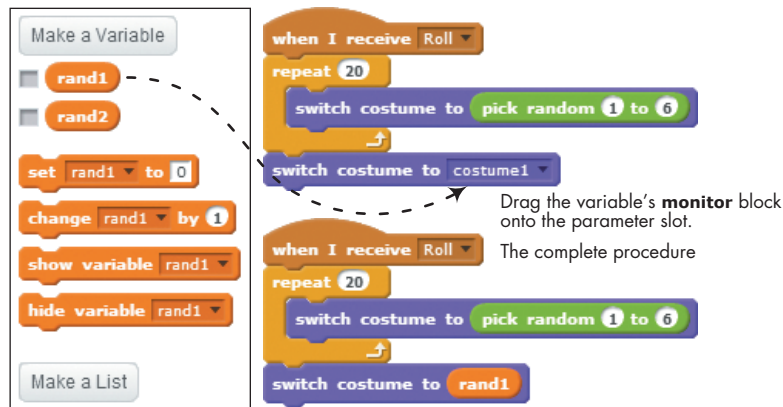 Make a Variable
rand1
rand2
set rand1 to 0
change rand1 by 1
show variable rand1
hide variable rand1
Make a List
when I receive Roll
repeat 20
switch costume to pick random 1 to 6
switch costume to costume1
Drag the variable's monitor block
onto the parameter slot.
The complete procedure
when I receive Roll
repeat 20
switch costume to pick random 1 to 6
switch costume to rand1